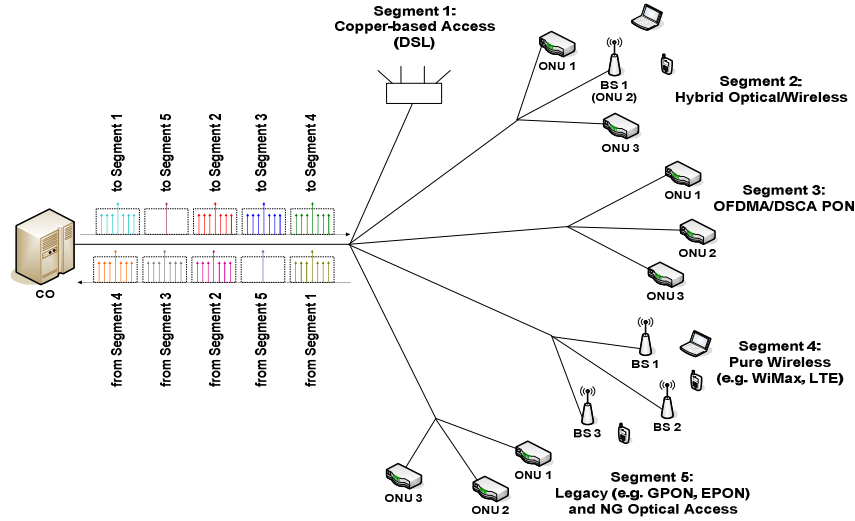 Segment 1:
Copper-based Access
(DSL)
ONU 1
BS 1
(ONU 2)
ONU 3
Segment 2:
Hybrid Optical/Wireless
to Segment 1
to Segment 5
to Segment 2
to Segment 3
to Segment 4
ONU 1
ONU 2
ONU 3
Segment 3:
OFDMA/DSCA PON
CO
from Segment 4
from Segment 3
from Segment 2
from Segment 5
from Segment 1
BS 1
BS 2
BS 3
Segment 4:
Pure Wireless
(e.g. WiMax, LTE)
ONU 1
ONU 2
ONU 3
Segment 5:
Legacy (e.g. GPON, EPON)
and NG Optical Access